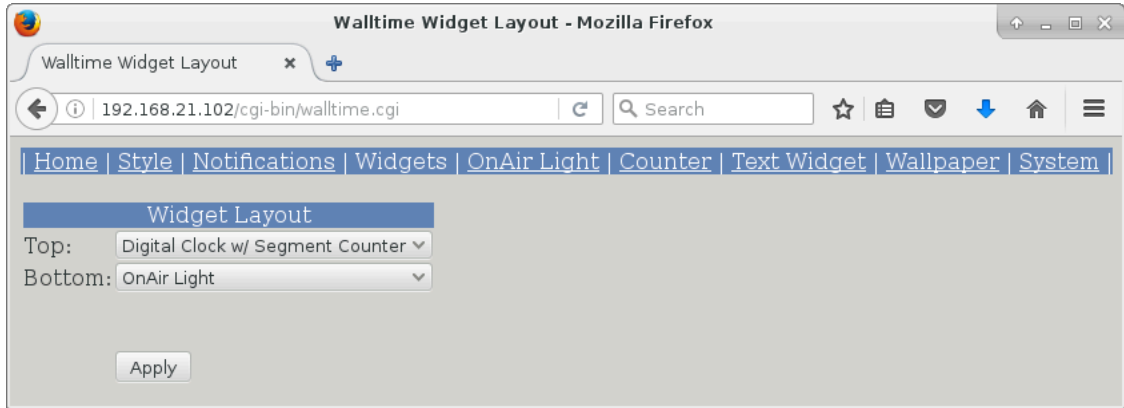 Walltime Widget Layout - Mozilla Firefox
Walltime Widget Layout
192.168.21.102/cgi-bin/walltime.cgi Search
| Home | Style | Notifications | Widgets | OnAir Light | Counter | Text Widget | Wallpaper | System |
Widget Layout
Top: Digital Clock w/ Segment Counter
Bottom: OnAir Light
Apply